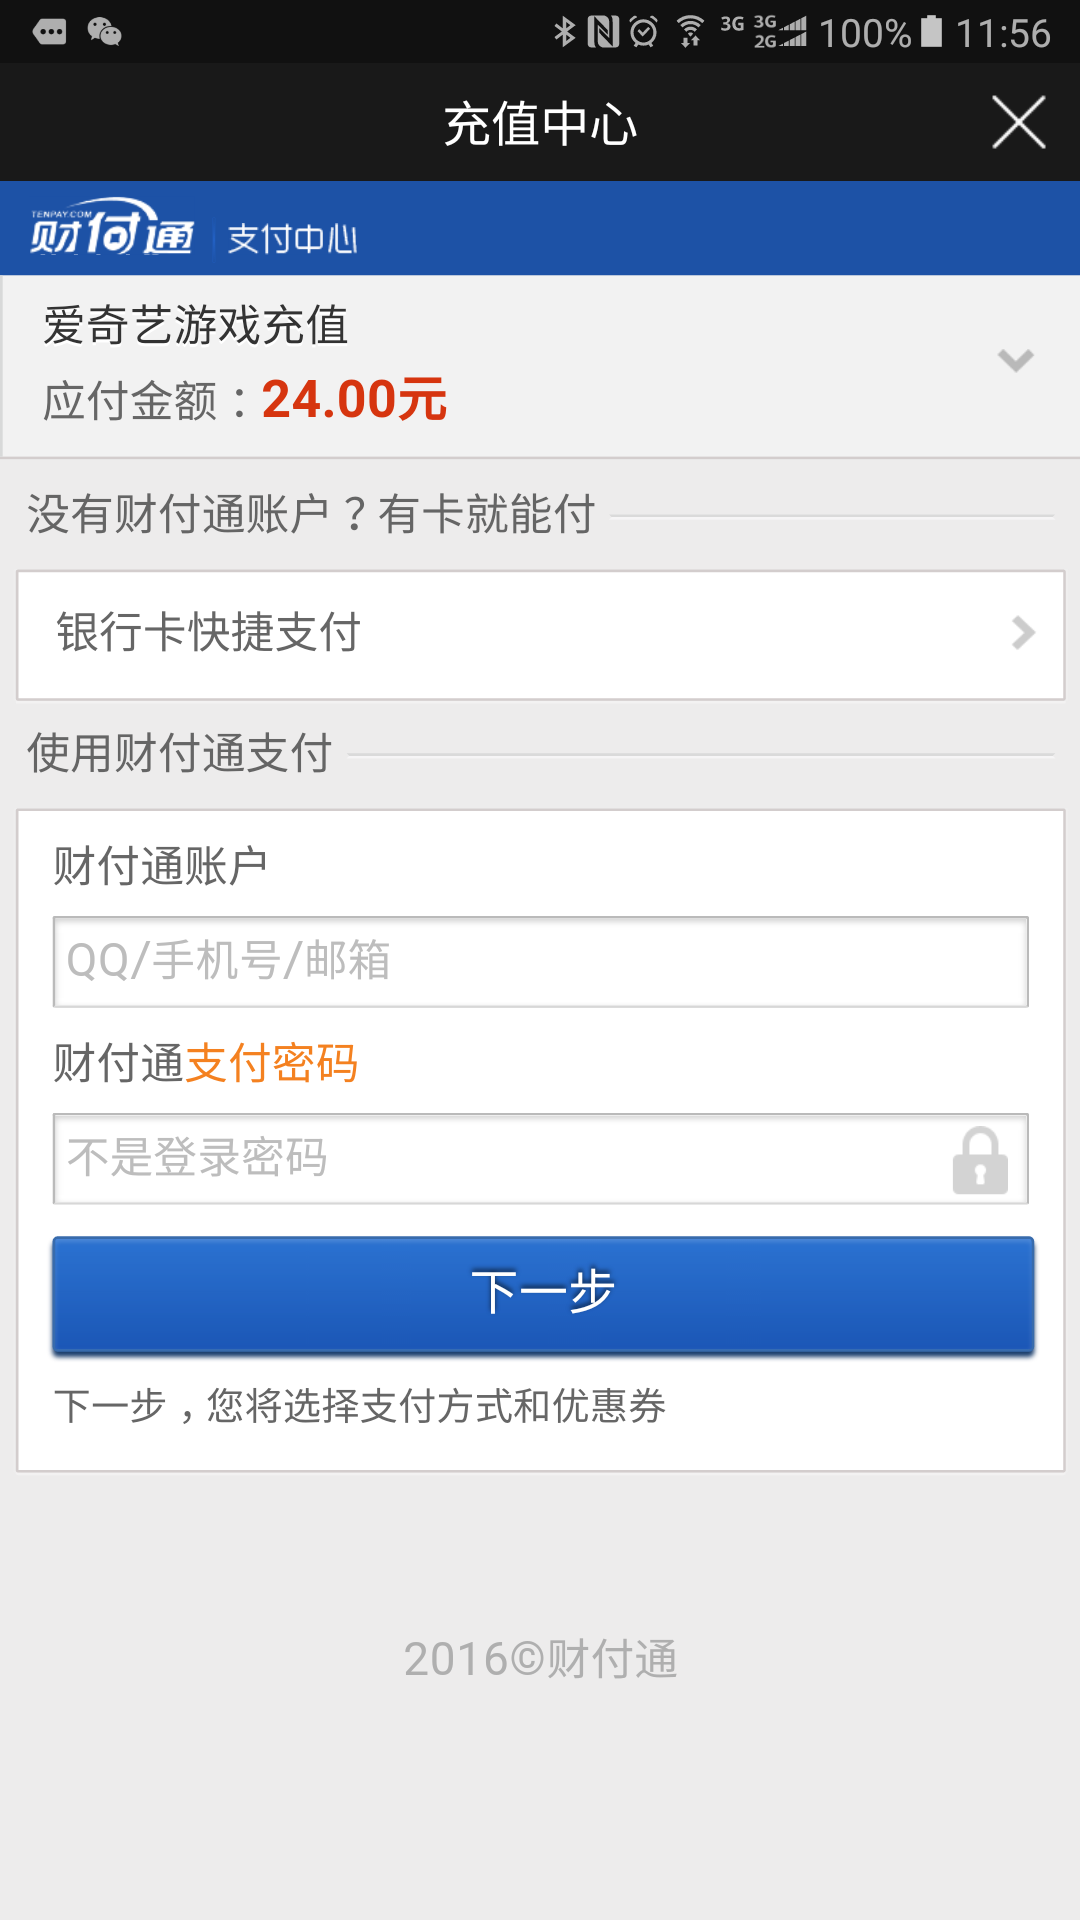 3G 3G 2G 100% 11:56
充值中心
TENPAY.COM
财付通 支付中心
爱奇艺游戏充值
应付金额：24.00元
没有财付通账户？有卡就能付
银行卡快捷支付
使用财付通支付
财付通账户
QQ/手机号/邮箱
财付通支付密码
不是登录密码
下一步
下一步，您将选择支付方式和优惠券
2016©财付通